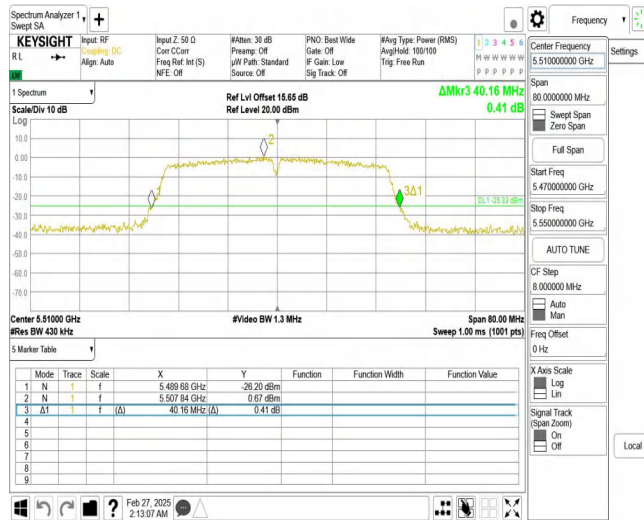 Spectrum Analyzer 1
Swept SA
+
Frequency
KEYSIGHT
RL
Input: RF
Coupling: DC
Align: Auto
Input Z: 50 Ω
Corr CCorr
Freq Ref: Int (S)
NFE: Off
#Atten: 30 dB
Preamp: Off
µW Path: Standard
Source: Off
PNO: Best Wide
Gate: Off
IF Gain: Low
Sig Track: Off
#Avg Type: Power (RMS)
Avg|Hold: 100/100
Trig: Free Run
1 2 3 4 5 6
M W W W W W
P P P P P P
Center Frequency
5.510000000 GHz
Settings
1 Spectrum
Scale/Div 10 dB
Ref Lvl Offset 15.65 dB
Ref Level 20.00 dBm
ΔMkr3 40.16 MHz
0.41 dB
Log
10.0
0.00
-10.0
-20.0
-30.0
-40.0
-50.0
-60.0
-70.0
1
2
3Δ1
DL1 -25.33 dBm
Center 5.51000 GHz
#Res BW 430 kHz
#Video BW 1.3 MHz
Span 80.00 MHz
Sweep 1.00 ms (1001 pts)
Span
80.0000000 MHz
Swept Span
Zero Span
Full Span
Start Freq
5.470000000 GHz
Stop Freq
5.550000000 GHz
AUTO TUNE
CF Step
8.000000 MHz
Auto
Man
Freq Offset
0 Hz
X Axis Scale
Log
Lin
Signal Track
(Span Zoom)
On
Off
Local
5 Marker Table
Mode Trace Scale X Y Function Function Width Function Value
1 N 1 f 5.489 68 GHz -26.20 dBm
2 N 1 f 5.507 84 GHz 0.67 dBm
3 Δ1 1 f (Δ) 40.16 MHz (Δ) 0.41 dB
4
5
6
7
8
9
?
Feb 27, 2025
2:13:07 AM